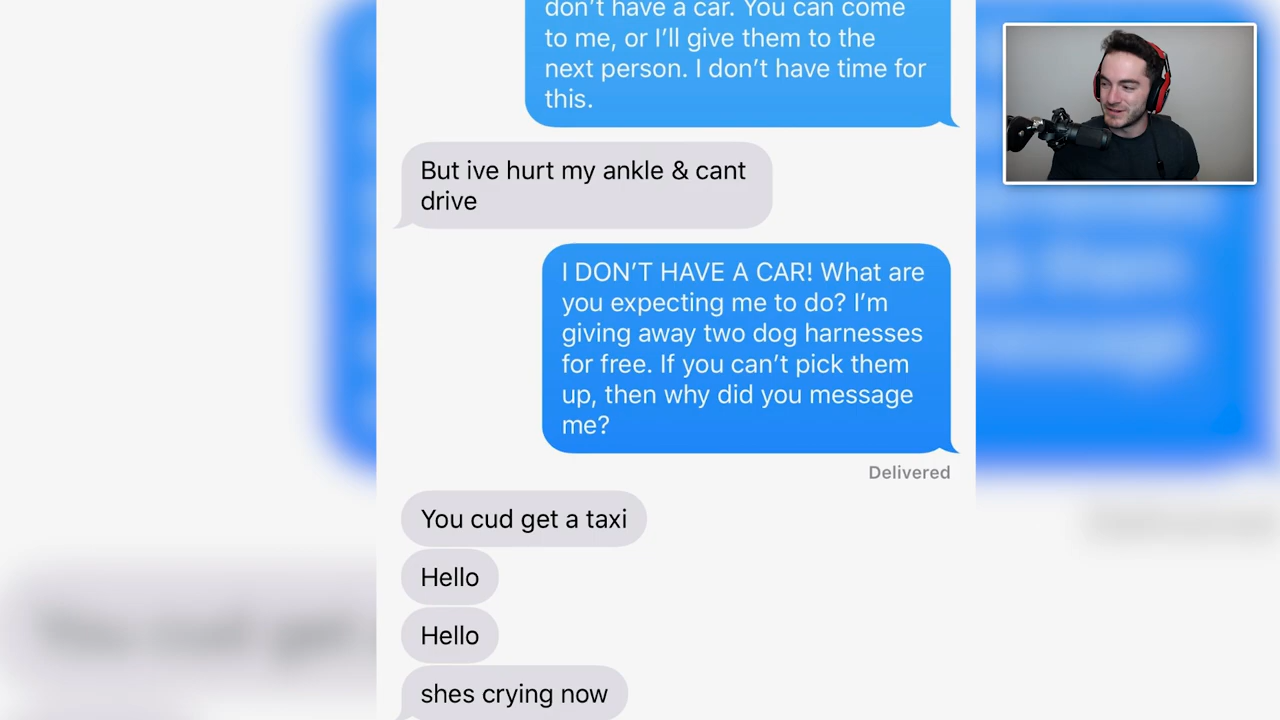 don’t have a car. You can come
to me, or I’ll give them to the
next person. I don’t have time for
this.
But ive hurt my ankle & cant
drive
I DON’T HAVE A CAR! What are
you expecting me to do? I’m
giving away two dog harnesses
for free. If you can’t pick them
up, then why did you message
me?
Delivered
You cud get a taxi
Hello
Hello
shes crying now